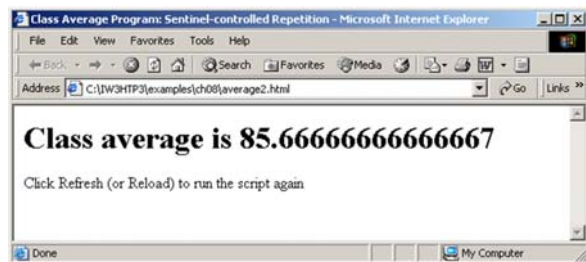 Class Average Program: Sentinel-controlled Repetition - Microsoft Internet Explorer
File Edit View Favorites Tools Help
Back Search Favorites Media
Address C:\IW3HTP3\examples\ch08\average2.html Go Links »
Class average is 85.66666666666667
Click Refresh (or Reload) to run the script again
Done My Computer